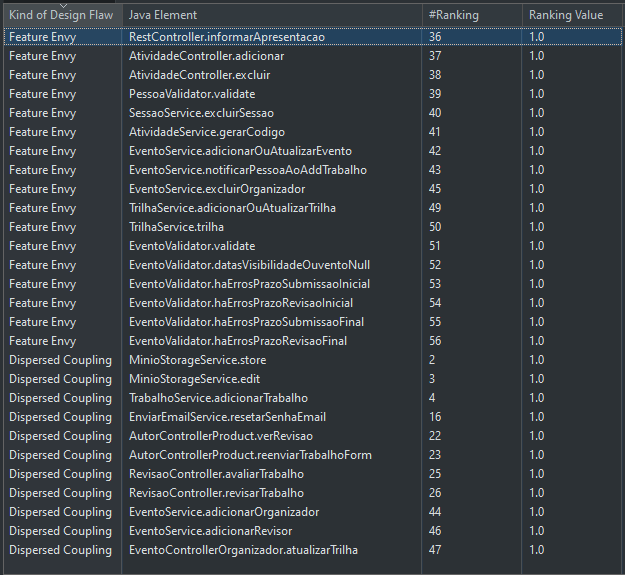 Kind of Design Flaw Java Element #Ranking Ranking Value
Feature Envy RestController.informarApresentacao 36 1.0
Feature Envy AtividadeController.adicionar 37 1.0
Feature Envy AtividadeController.excluir 38 1.0
Feature Envy PessoaValidator.validate 39 1.0
Feature Envy SessaoService.excluirSessao 40 1.0
Feature Envy AtividadeService.gerarCodigo 41 1.0
Feature Envy EventoService.adicionarOuAtualizarEvento 42 1.0
Feature Envy EventoService.notificarPessoaAoAddTrabalho 43 1.0
Feature Envy EventoService.excluirOrganizador 45 1.0
Feature Envy TrilhaService.adicionarOuAtualizarTrilha 49 1.0
Feature Envy TrilhaService.trilha 50 1.0
Feature Envy EventoValidator.validate 51 1.0
Feature Envy EventoValidator.datasVisibilidadeOuventoNull 52 1.0
Feature Envy EventoValidator.haErrosPrazoSubmissaoInicial 53 1.0
Feature Envy EventoValidator.haErrosPrazoRevisaoInicial 54 1.0
Feature Envy EventoValidator.haErrosPrazoSubmissaoFinal 55 1.0
Feature Envy EventoValidator.haErrosPrazoRevisaoFinal 56 1.0
Dispersed Coupling MinioStorageService.store 2 1.0
Dispersed Coupling MinioStorageService.edit 3 1.0
Dispersed Coupling TrabalhoService.adicionarTrabalho 4 1.0
Dispersed Coupling EnviarEmailService.resetarSenhaEmail 16 1.0
Dispersed Coupling AutorControllerProduct.verRevisao 22 1.0
Dispersed Coupling AutorControllerProduct.reenviarTrabalhoForm 23 1.0
Dispersed Coupling RevisaoController.avaliarTrabalho 25 1.0
Dispersed Coupling RevisaoController.revisarTrabalho 26 1.0
Dispersed Coupling EventoService.adicionarOrganizador 44 1.0
Dispersed Coupling EventoService.adicionarRevisor 46 1.0
Dispersed Coupling EventoControllerOrganizador.atualizarTrilha 47 1.0